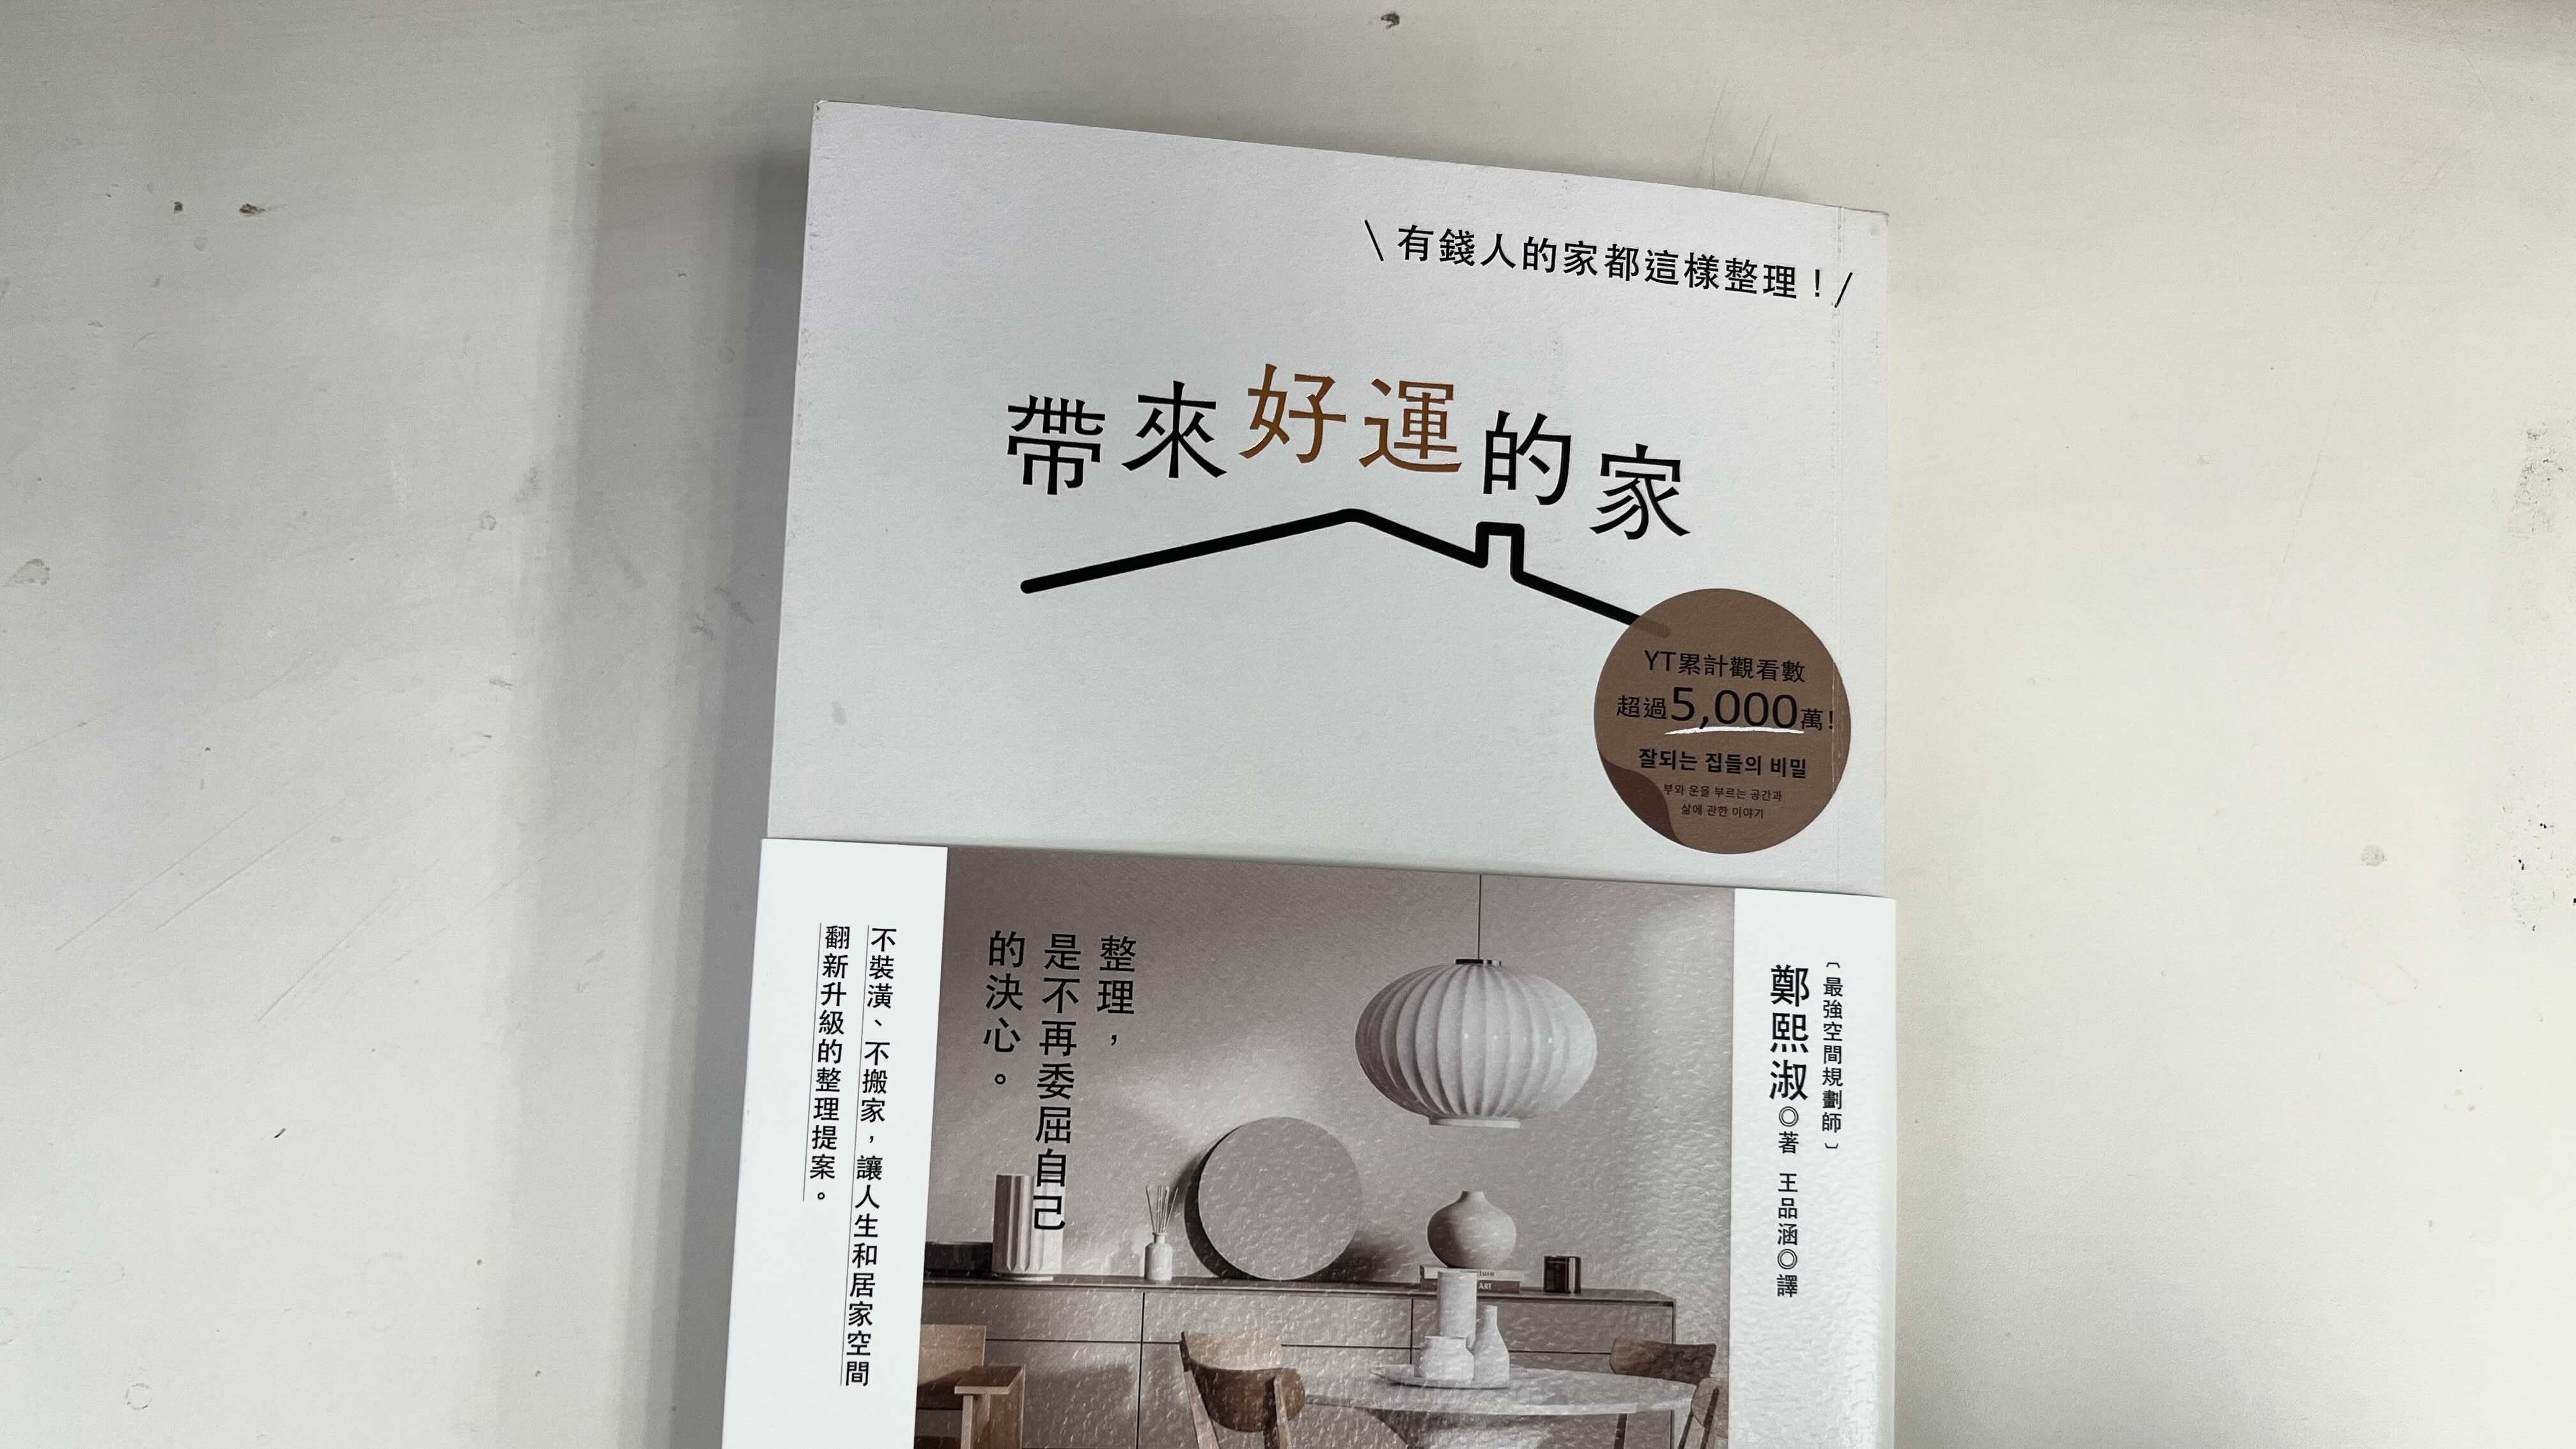 \ 有錢人的家都這樣整理！/
帶來好運的家
YT累計觀看數
超過5,000萬!
잘되는 집들의 비밀
부와 운을 부르는 공간과
삶에 관한 이야기
〔最強空間規劃師〕
鄭熙淑◎著 王品涵◎譯
整理，
是不再委屈自己
的決心。
不裝潢、不搬家，讓人生和居家空間
翻新升級的整理提案。
ART